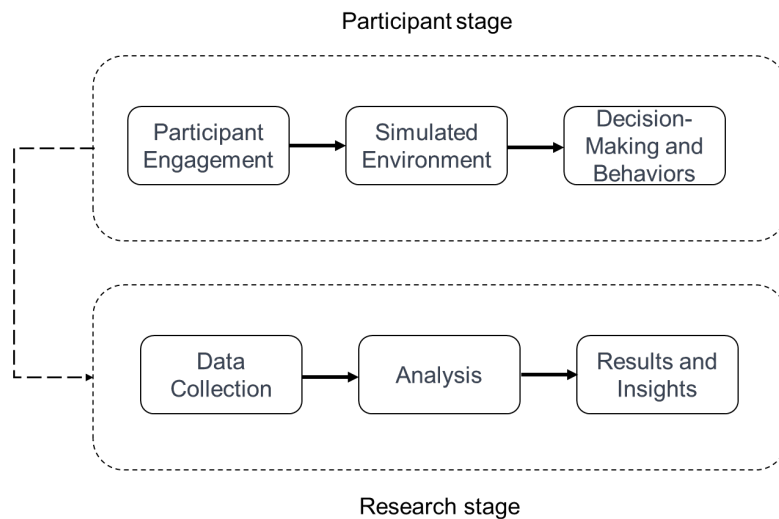 Participant stage
Participant
Engagement
Simulated
Environment
Decision-
Making and
Behaviors
Data
Collection
Analysis
Results and
Insights
Research stage